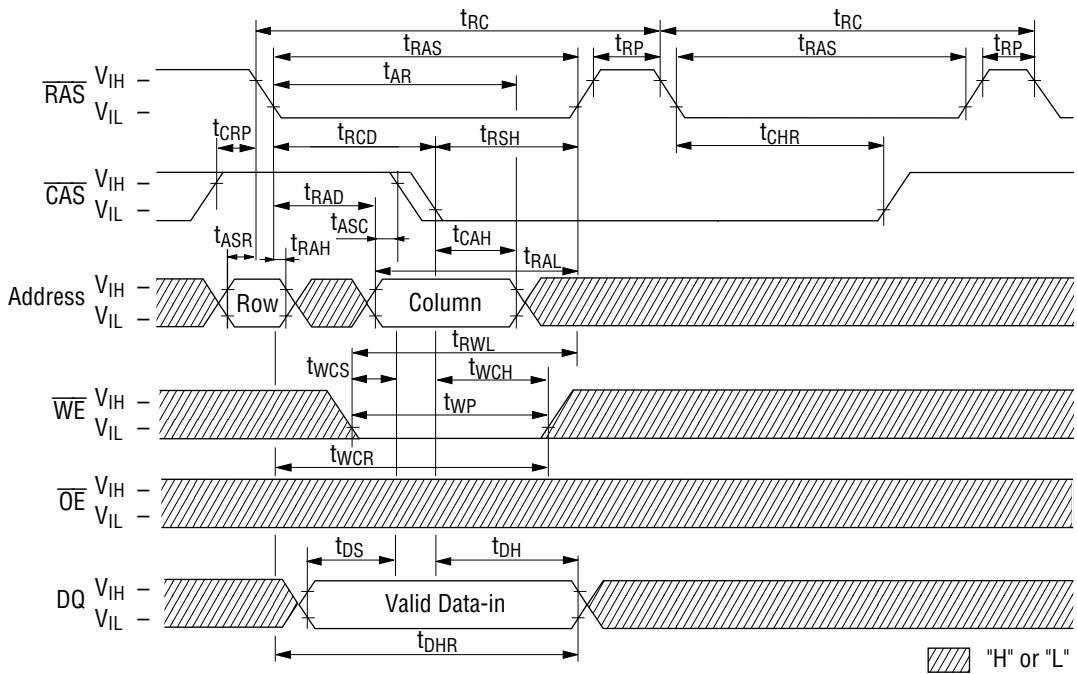 tRC tRC
tRAS tRP tRAS tRP
tAR
RAS VIH –
VIL –
tCRP tRCD tRSH tCHR
CAS VIH –
VIL –
tRAD
tASC tCAH
tASR tRAH tRAL
Address VIH –
VIL –
Row Column
tRWL
tWCS tWCH
WE VIH –
VIL –
tWP
tWCR
OE VIH –
VIL –
tDS tDH
DQ VIH –
VIL –
Valid Data-in
tDHR
"H" or "L"